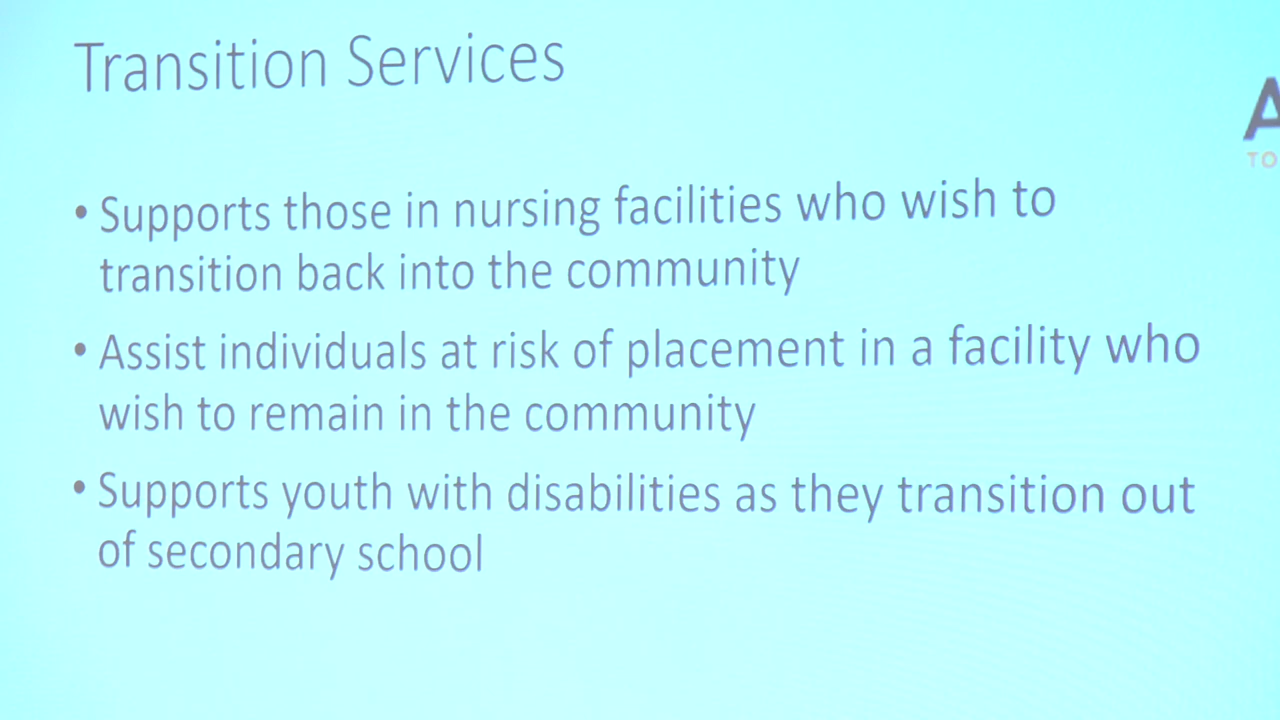 Transition Services
• Supports those in nursing facilities who wish to
transition back into the community
• Assist individuals at risk of placement in a facility who
wish to remain in the community
• Supports youth with disabilities as they transition out
of secondary school
A
TO